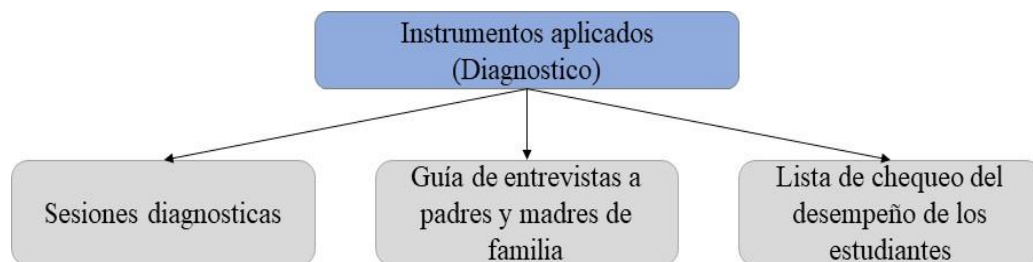 Instrumentos aplicados
(Diagnostico)
Sesiones diagnosticas
Guía de entrevistas a
padres y madres de
familia
Lista de chequeo del
desempeño de los
estudiantes